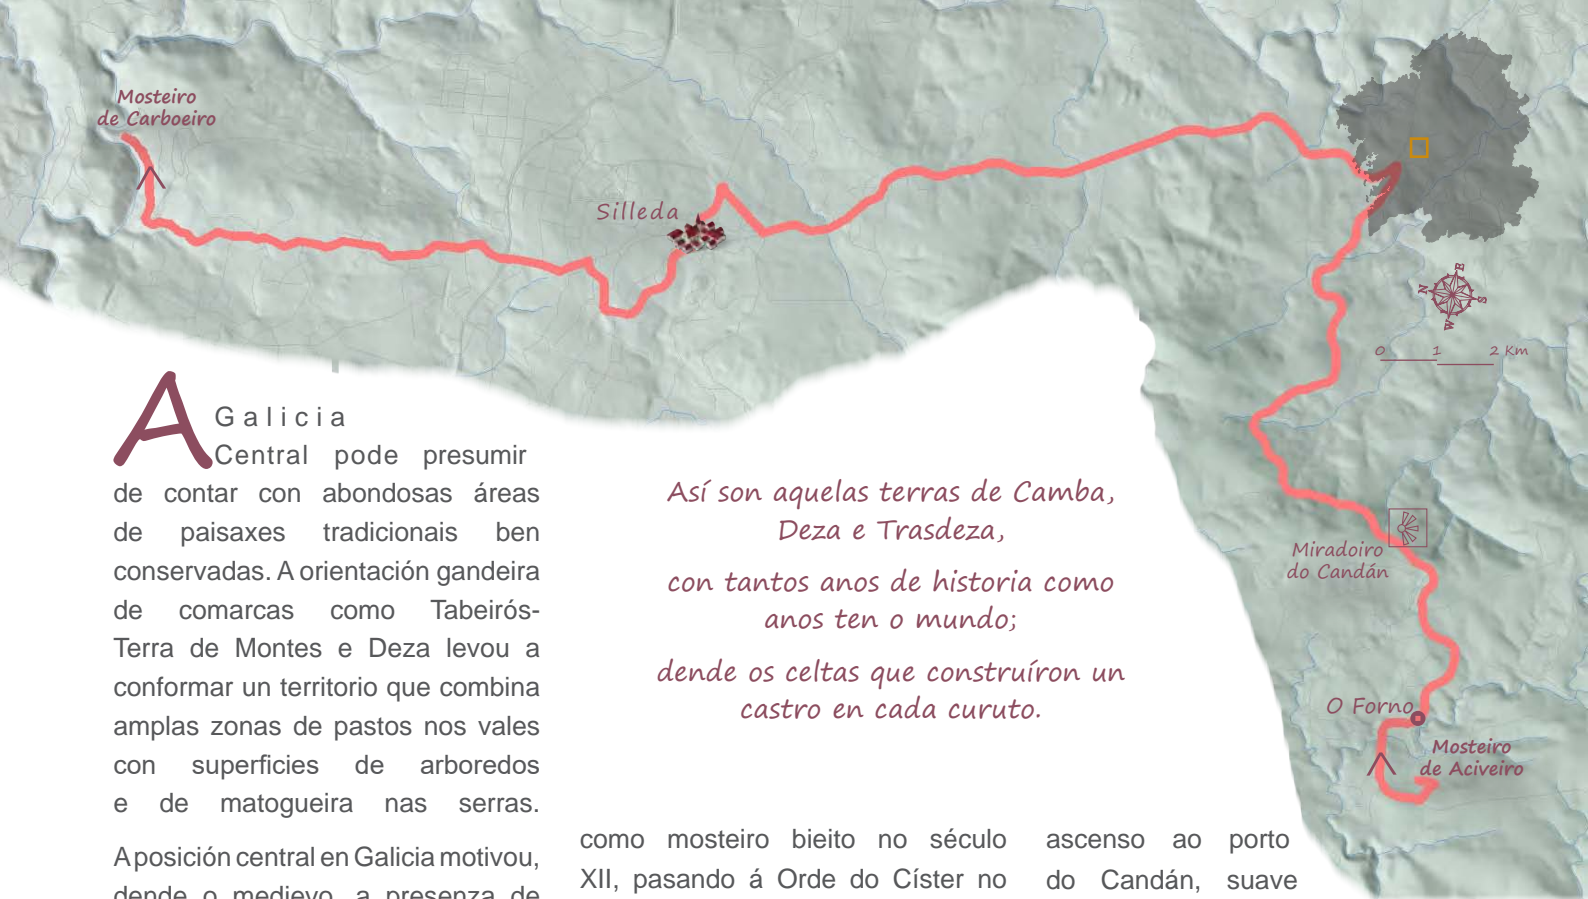 Mosteiro
de Carboeiro
Silleda
N
E
S
W
0 1 2 Km
Miradoiro
do Candán
O Forno
Mosteiro
de Aciveiro
A Galicia
Central pode presumir
de contar con abondosas áreas
de paisaxes tradicionais ben
conservadas. A orientación gandeira
de comarcas como Tabeirós-
Terra de Montes e Deza levou a
conformar un territorio que combina
amplas zonas de pastos nos vales
con superficies de arboredos
e de matogueira nas serras.
A posición central en Galicia motivou,
dende o medievo, a presenza de
Así son aquelas terras de Camba,
Deza e Trasdeza,
con tantos anos de historia como
anos ten o mundo;
dende os celtas que construíron un
castro en cada curuto.
como mosteiro bieito no século
XII, pasando á Orde do Císter no
ascenso ao porto
do Candán, suave